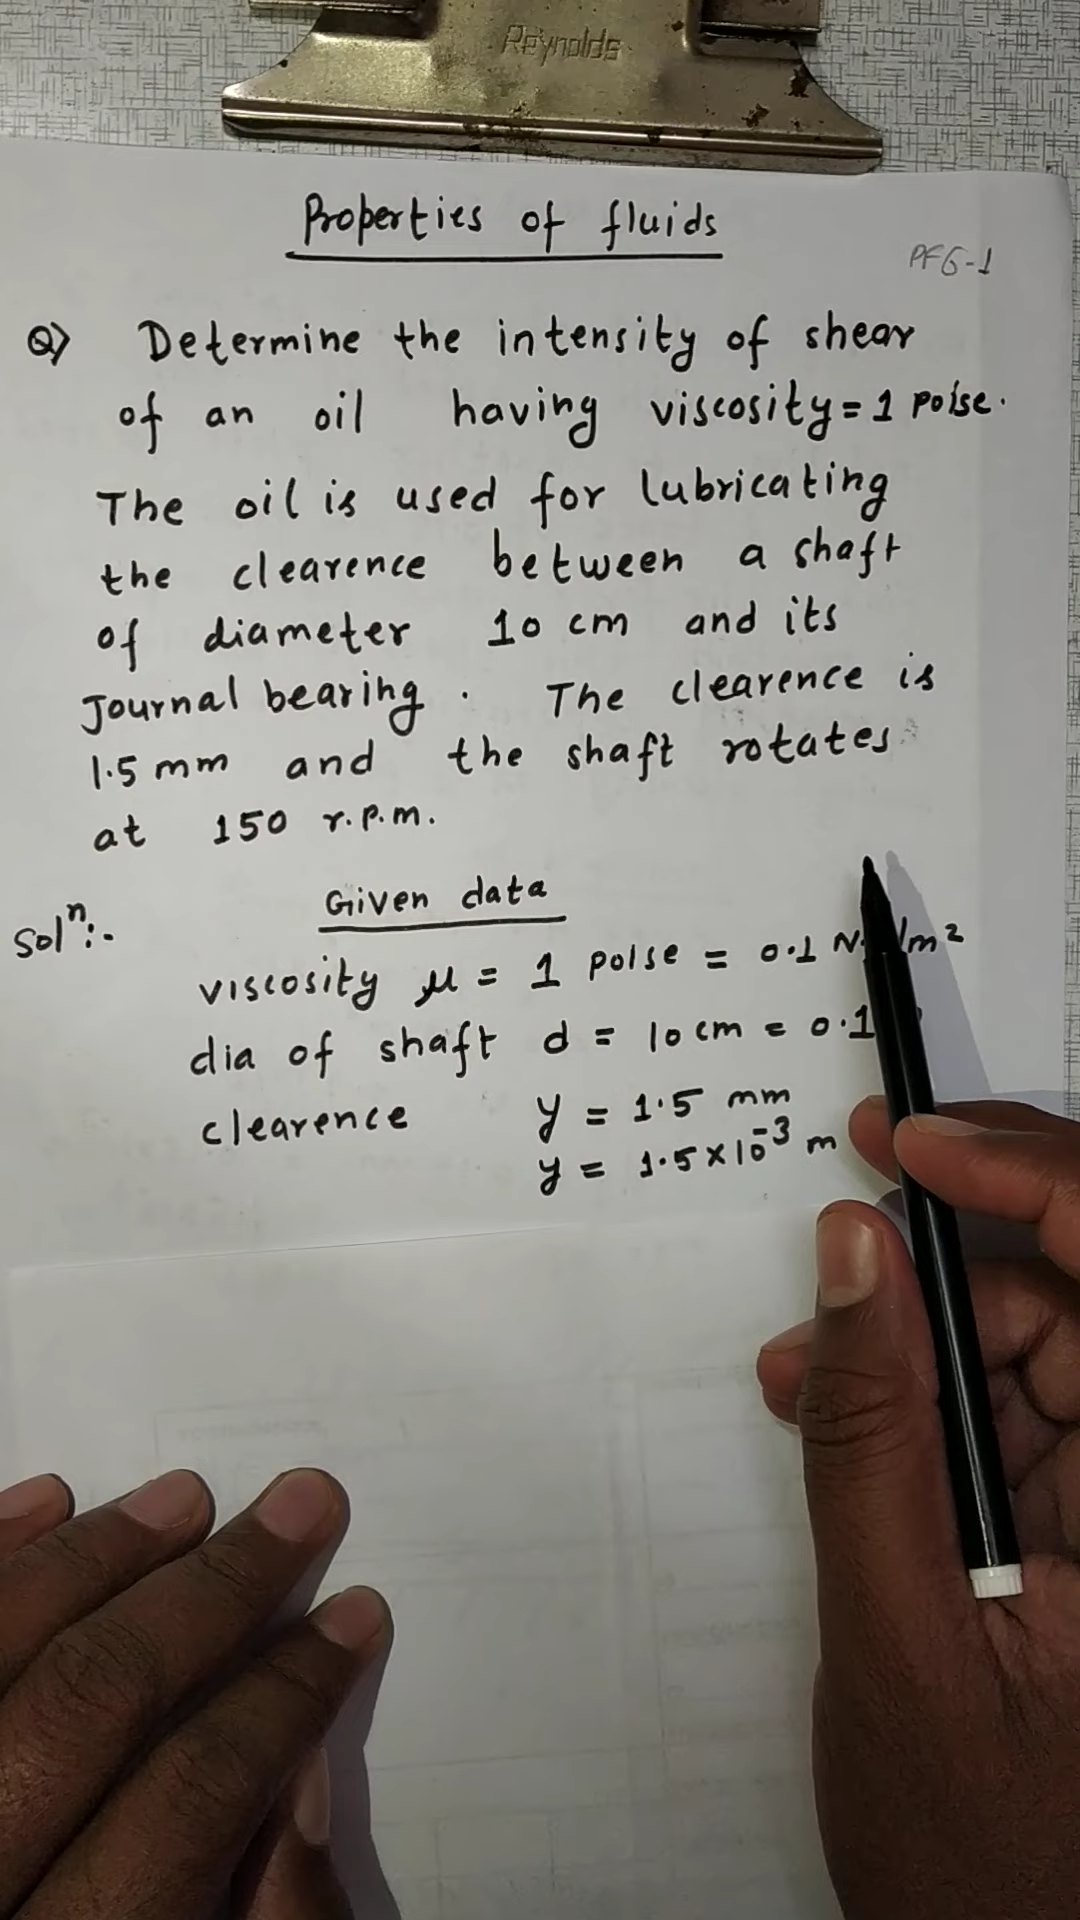 Reynolds
Properties of fluids
PFG-1
Q) Determine the intensity of shear
of an oil having viscosity = 1 poise.
The oil is used for lubricating
the clearence between a shaft
of diameter 10 cm and its
Journal bearing. The clearence is
1.5 mm and the shaft rotates
at 150 r.p.m.
Solⁿ:- Given data
viscosity μ = 1 poise = 0.1 N /m²
dia of shaft d = 10 cm = 0.1
clearence y = 1.5 mm
y = 1.5 × 10⁻³ m